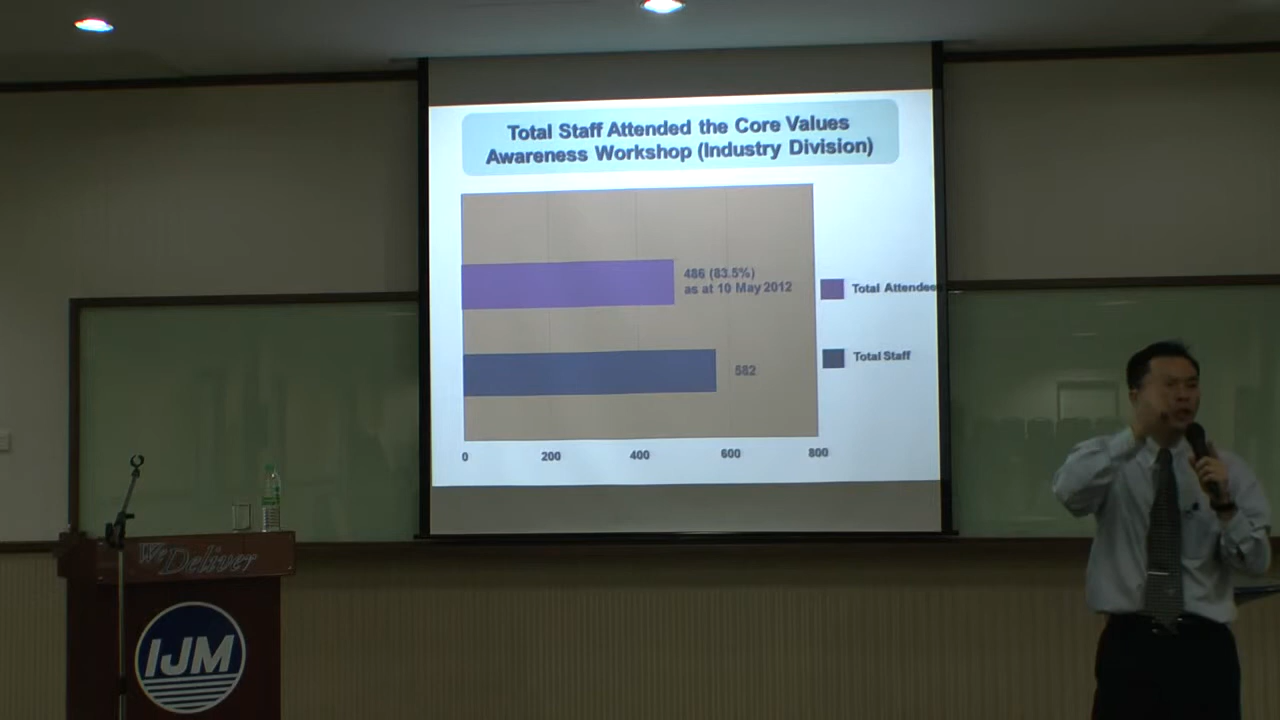 Total Staff Attended the Core Values
Awareness Workshop (Industry Division)
486 (83.5%)
as at 10 May 2012
Total Attendees
582
Total Staff
0 200 400 600 800
We Deliver
IJM